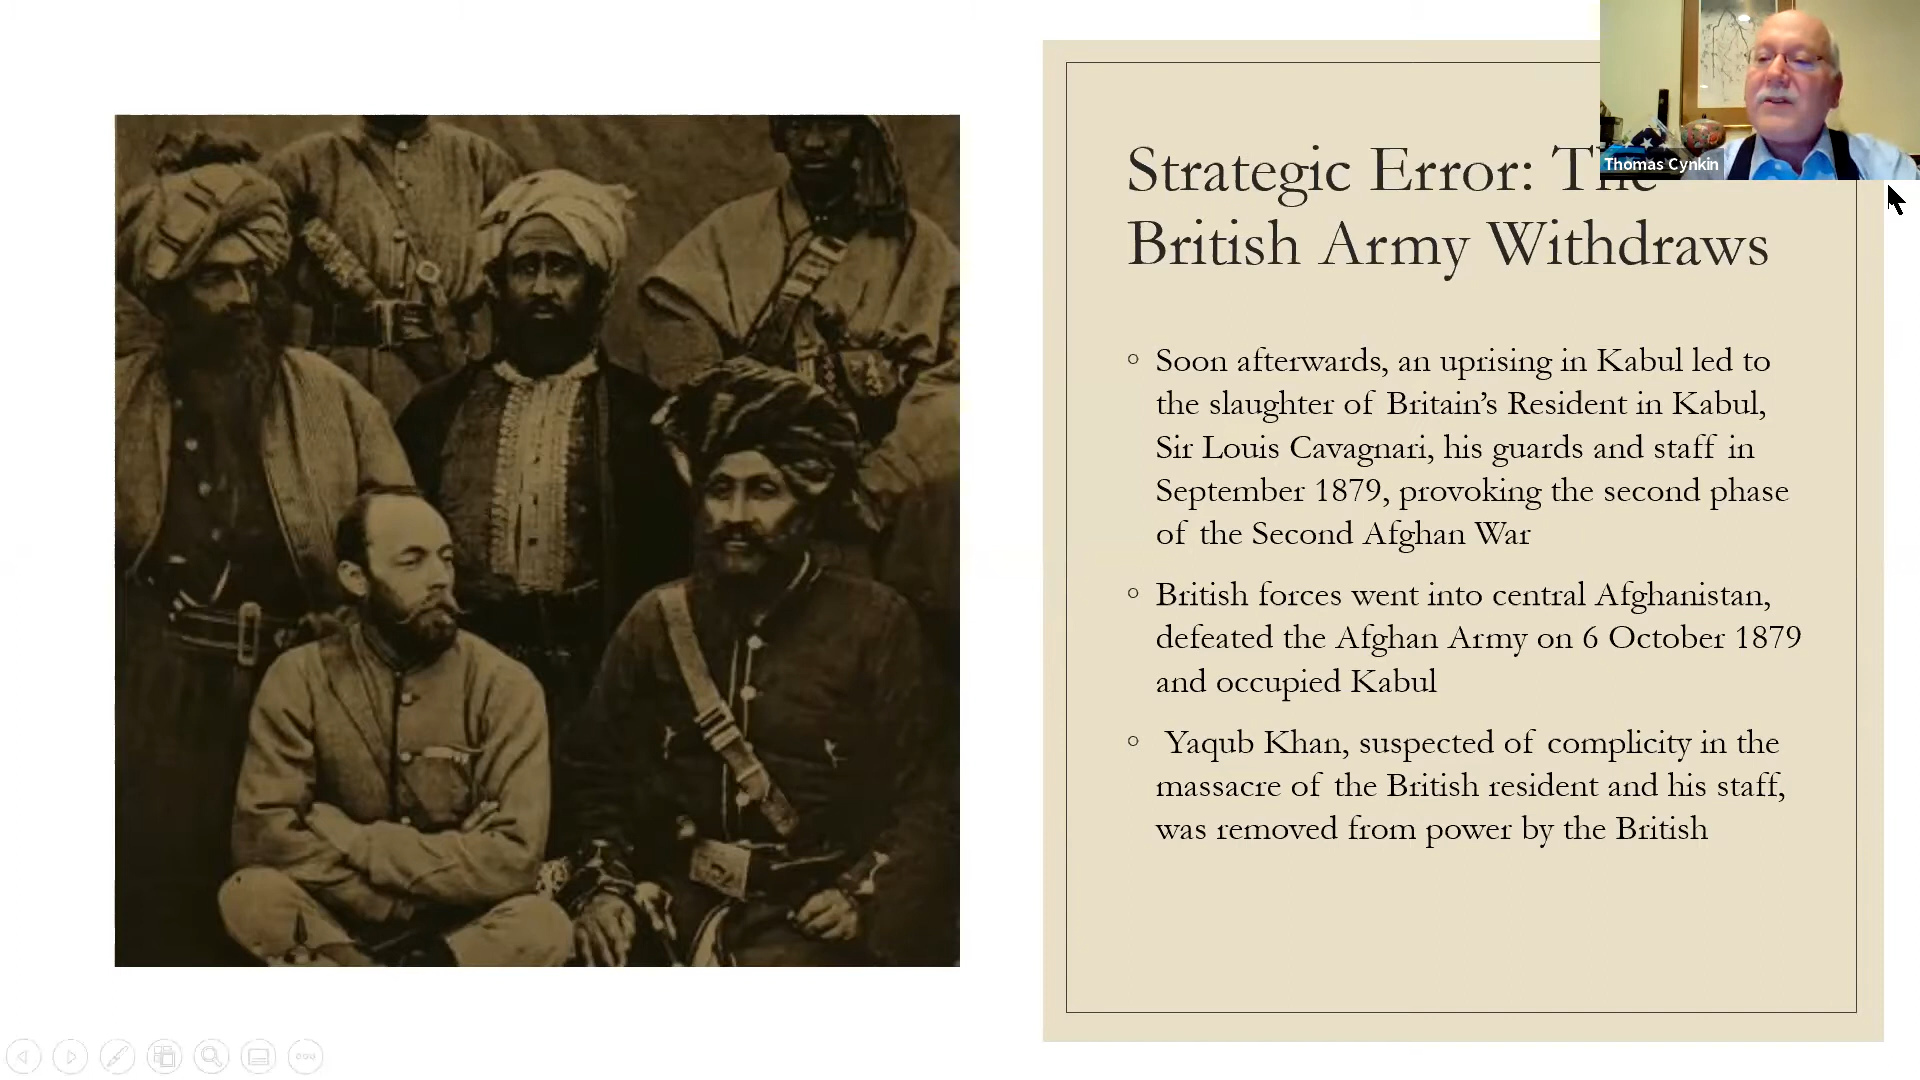 Strategic Error: The
British Army Withdraws
Thomas Cynkin
Soon afterwards, an uprising in Kabul led to
the slaughter of Britain's Resident in Kabul,
Sir Louis Cavagnari, his guards and staff in
September 1879, provoking the second phase
of the Second Afghan War
British forces went into central Afghanistan,
defeated the Afghan Army on 6 October 1879
and occupied Kabul
Yaqub Khan, suspected of complicity in the
massacre of the British resident and his staff,
was removed from power by the British